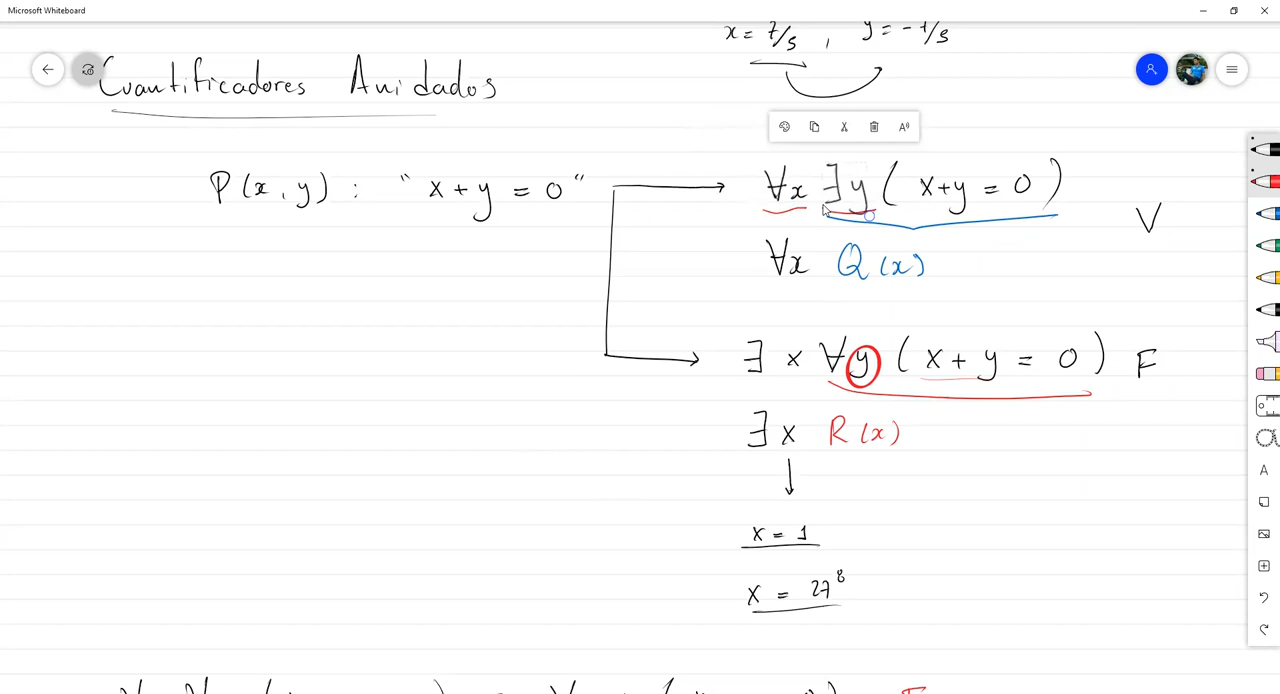 Microsoft Whiteboard
x = 7/5 , y = -7/5
Cuantificadores Anidados
P(x, y) : "x + y = 0"
∀x ∃y ( x+y = 0 ) V
∀x Q(x)
∃ x ∀y ( x + y = 0 ) F
∃ x R(x)
x = 1
x = 27⁸